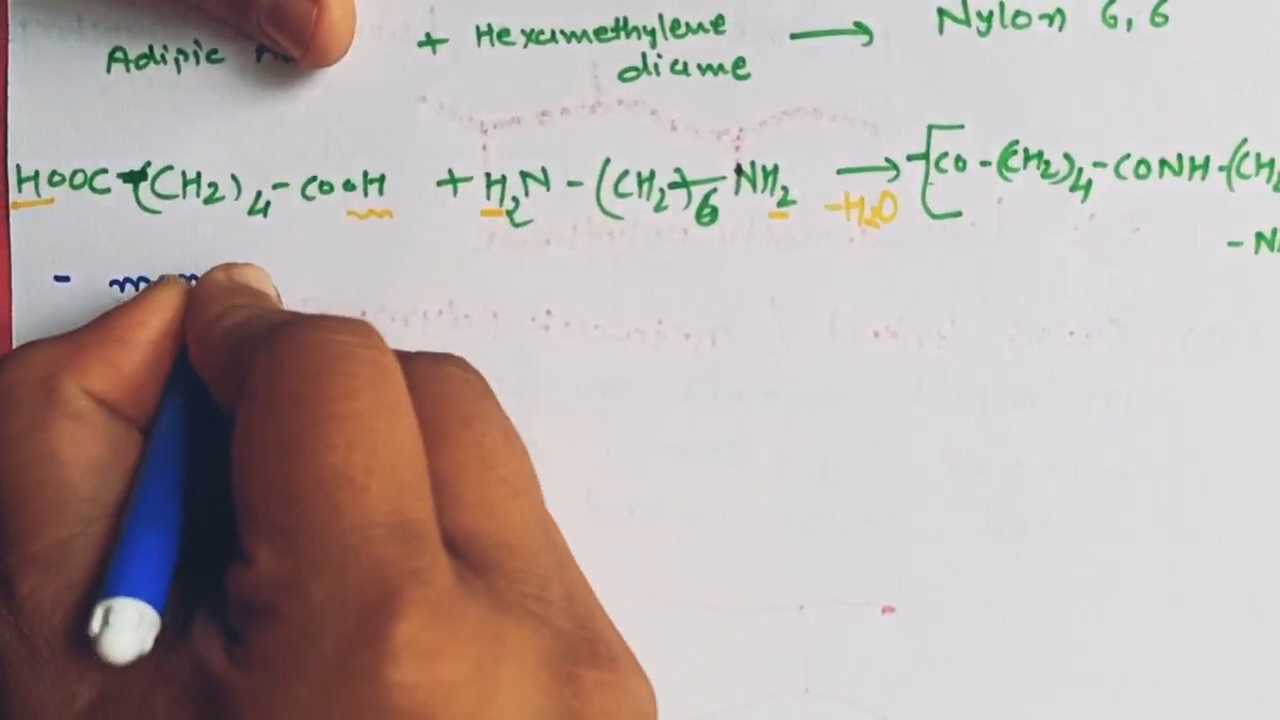 Adipic + Hexamethylene → Nylon 6,6
diame
HOOC-(CH2)4-COOH + H2N-(CH2)6 NH2 → [CO-(CH2)4-CONH-(CH
-H2O
-N
-